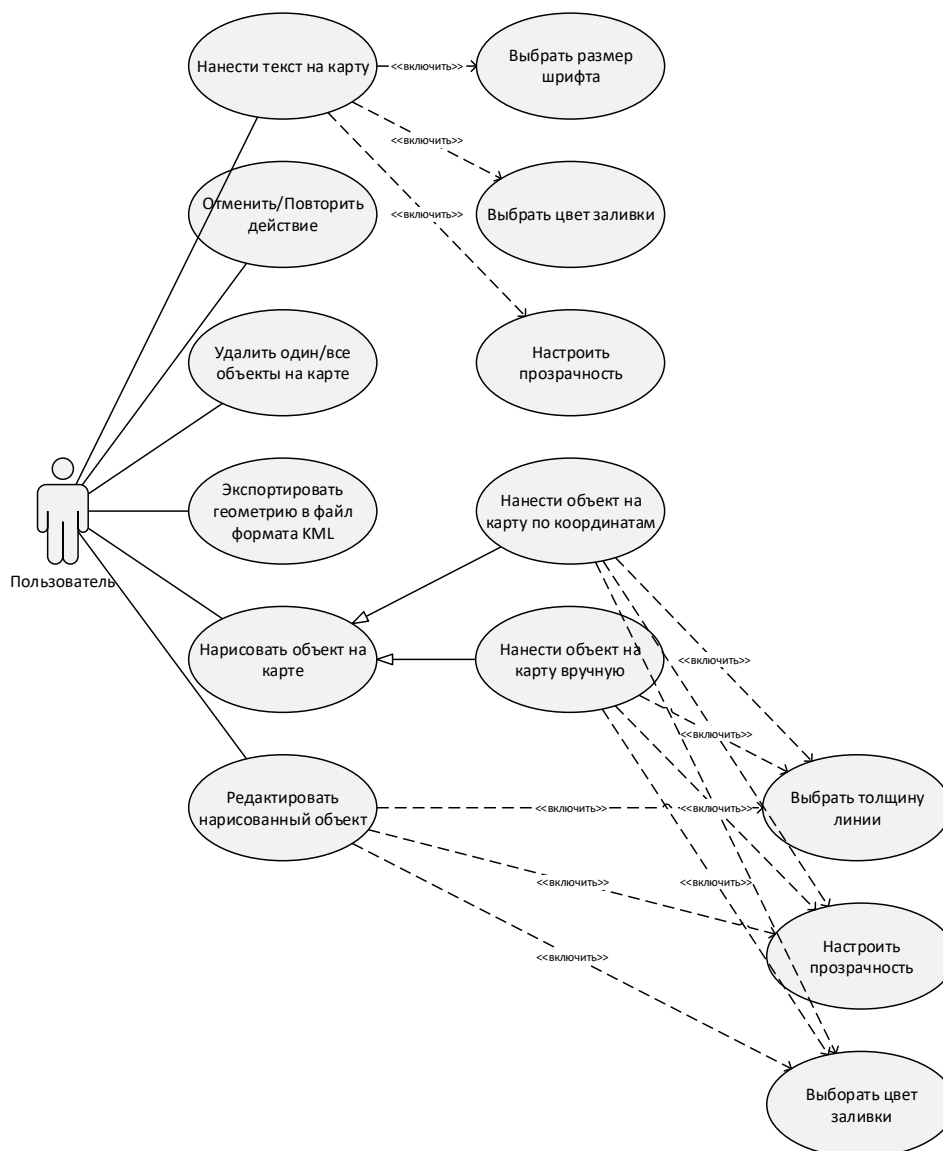 Нанести текст на карту
<<включить>>
Выбрать размер
шрифта
<<включить>>
Отменить/Повторить
действие
<<включить>>
Выбрать цвет заливки
Удалить один/все
объекты на карте
Настроить
прозрачность
Экспортировать
геометрию в файл
формата KML
Нанести объект на
карту по координатам
Пользователь
Нарисовать объект на
карте
Нанести объект на
карту вручную
<<включить>>
<<включить>>
Редактировать
нарисованный объект
<<включить>>
<<включить>>
Выбрать толщину
линии
<<включить>>
<<включить>>
Настроить
прозрачность
<<включить>>
Выборать цвет
заливки